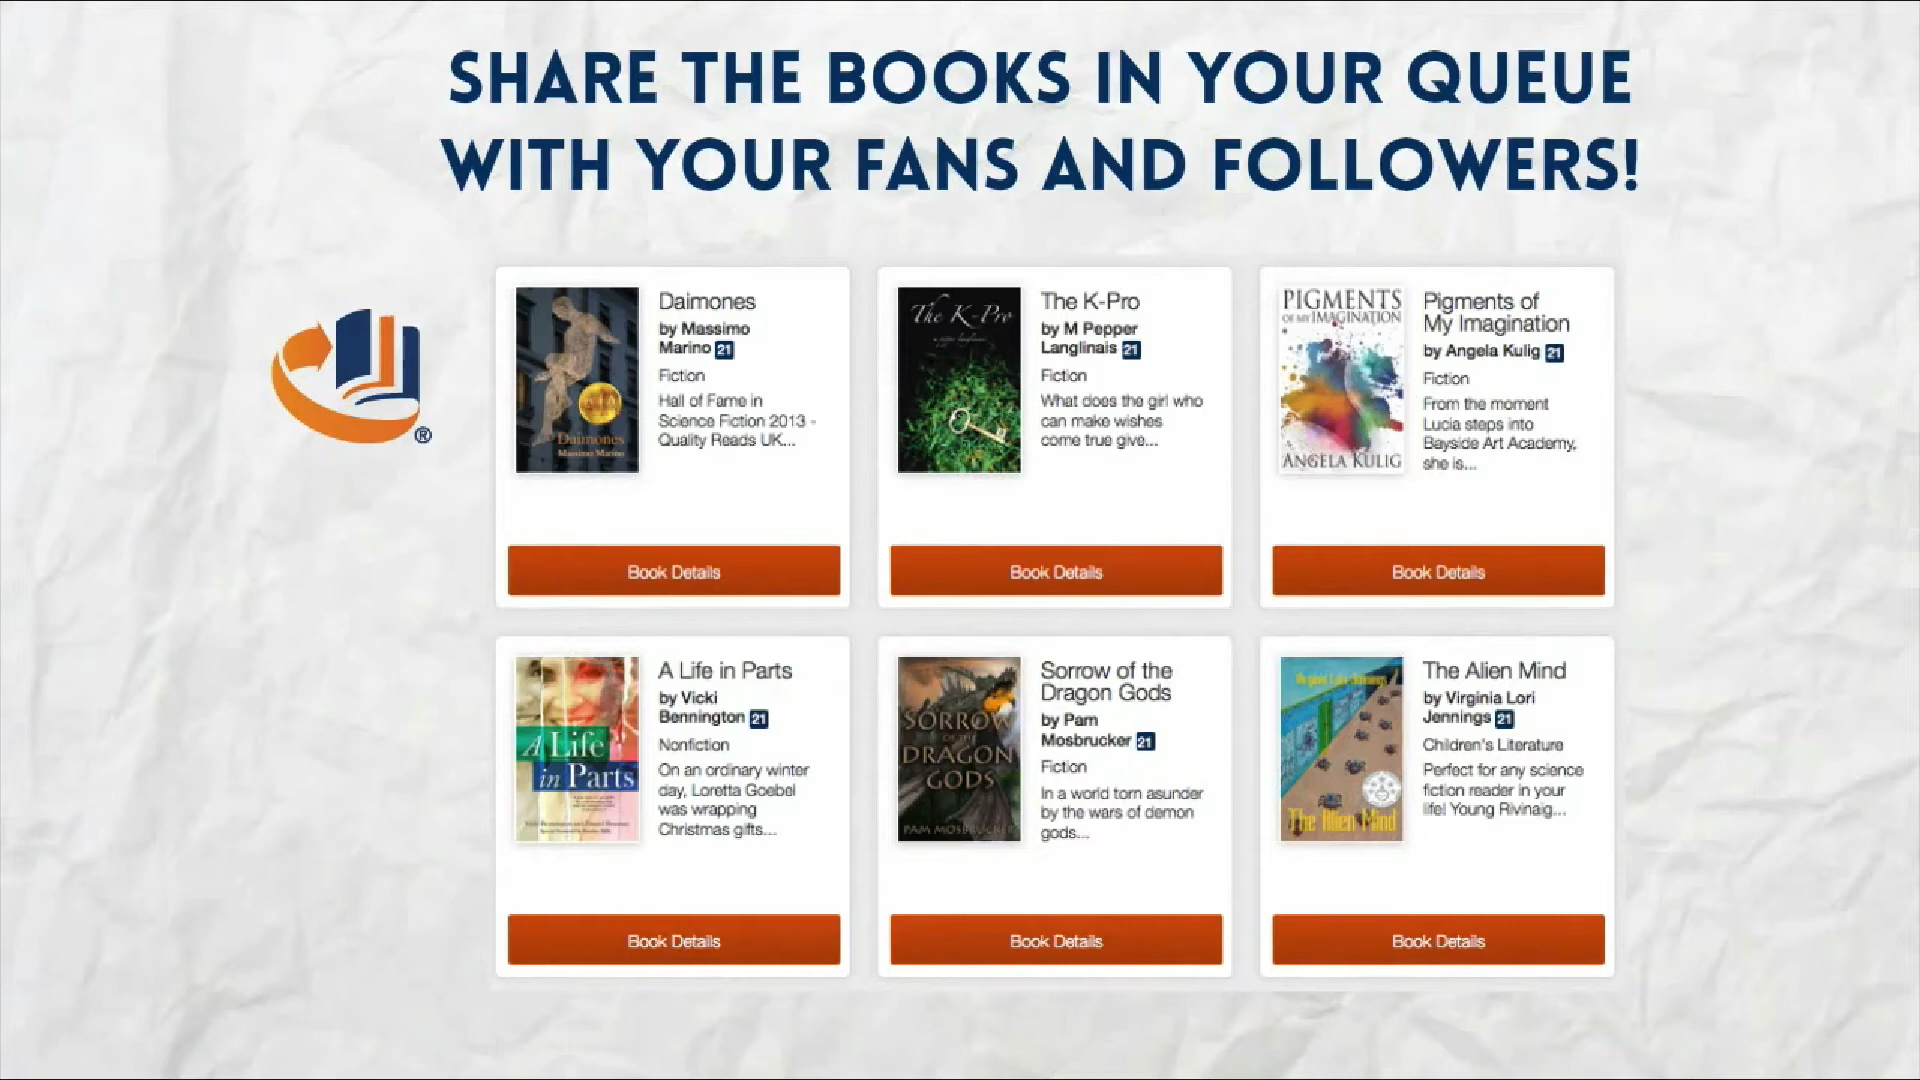 SHARE THE BOOKS IN YOUR QUEUE
WITH YOUR FANS AND FOLLOWERS!
®
Daimones
Massimo Marino
Daimones
by Massimo
Marino 21
Fiction
Hall of Fame in
Science Fiction 2013 -
Quality Reads UK...
Book Details
The K-Pro
The K-Pro
by M Pepper
Langlinais 21
Fiction
What does the girl who
can make wishes
come true give...
Book Details
PIGMENTS
OF MY IMAGINATION
ANGELA KULIG
Pigments of
My Imagination
by Angela Kulig 21
Fiction
From the moment
Lucia steps into
Bayside Art Academy,
she is...
Book Details
A Life
in Parts
A Life in Parts
by Vicki
Bennington 21
Nonfiction
On an ordinary winter
day, Loretta Goebel
was wrapping
Christmas gifts...
Book Details
SORROW
OF THE
DRAGON
GODS
PAM MOSBRUCKER
Sorrow of the
Dragon Gods
by Pam
Mosbrucker 21
Fiction
In a world torn asunder
by the wars of demon
gods...
Book Details
The Alien Mind
The Alien Mind
by Virginia Lori
Jennings 21
Children's Literature
Perfect for any science
fiction reader in your
life! Young Rivinaig...
Book Details